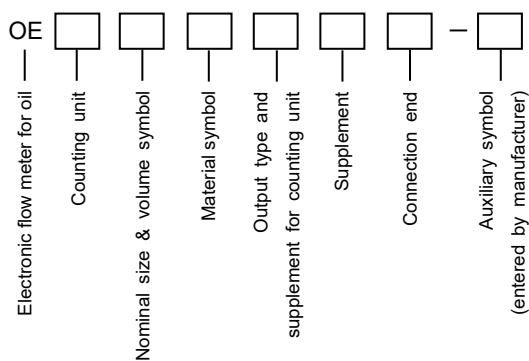 OE –
Electronic flow meter for oil
Counting unit
Nominal size & volume symbol
Material symbol
Output type and
supplement for counting unit
Supplement
Connection end
Auxiliary symbol
(entered by manufacturer)